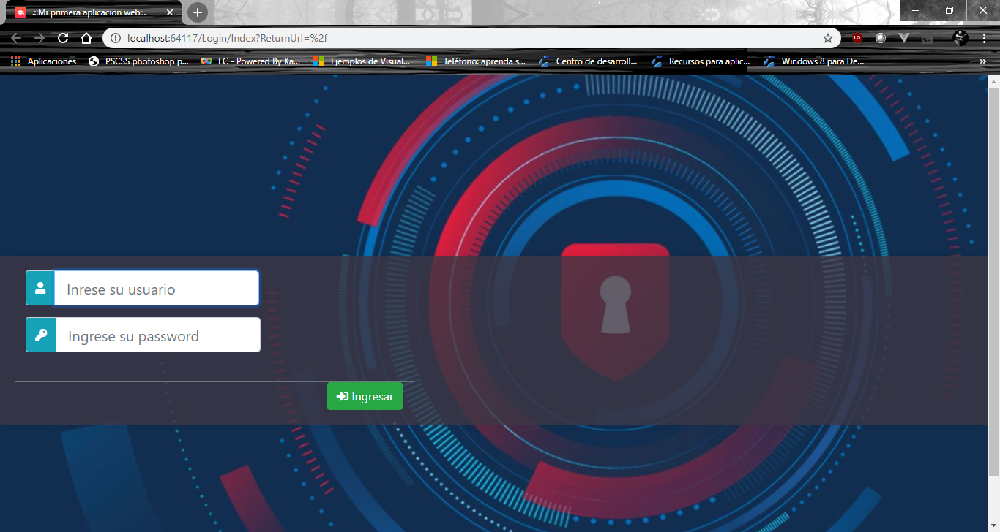 .::Mi primera aplicacion web::.
localhost:64117/Login/Index?ReturnUrl=%2f
Aplicaciones
PSCSS photoshop p...
EC - Powered By Ka...
Ejemplos de Visual...
Teléfono: aprenda s...
Centro de desarroll...
Recursos para aplic...
Windows 8 para De...
»
Inrese su usuario
Ingrese su password
Ingresar